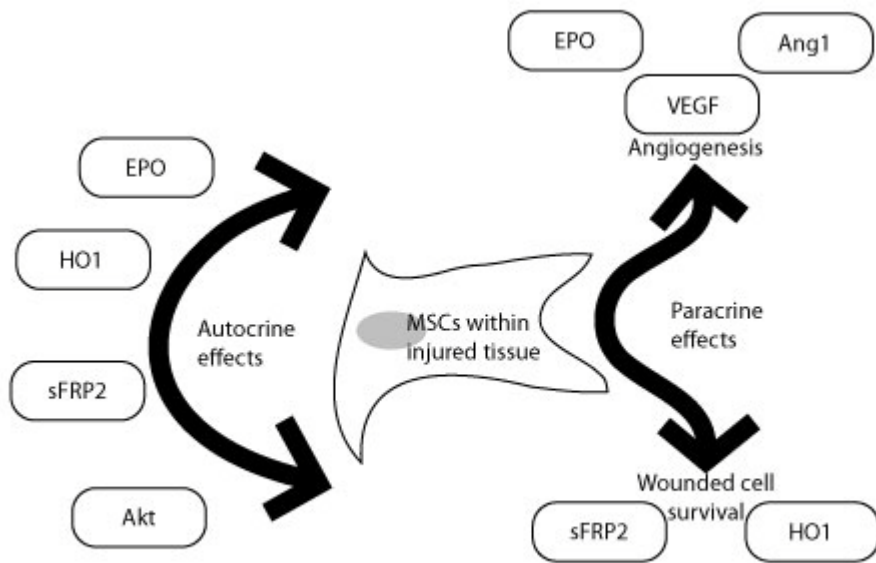 EPO
Ang1
VEGF
Angiogenesis
EPO
HO1
Autocrine
effects
sFRP2
Akt
MSCs within
injured tissue
Paracrine
effects
Wounded cell
survival
sFRP2
HO1